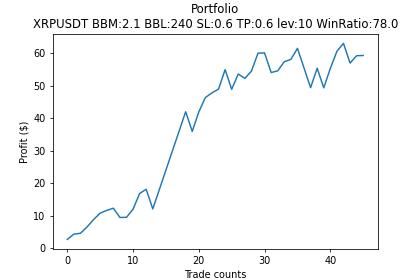 Portfolio
XRPUSDT BBM:2.1 BBL:240 SL:0.6 TP:0.6 lev:10 WinRatio:78.0
60
50
40
30
20
10
0
Profit ($)
0 10 20 30 40
Trade counts